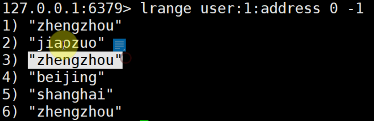 127.0.0.1:6379> lrange user:1:address 0 -1
1) "zhengzhou"
2) "jiaozuo"
3) "zhengzhou"
4) "beijing"
5) "shanghai"
6) "zhengzhou"